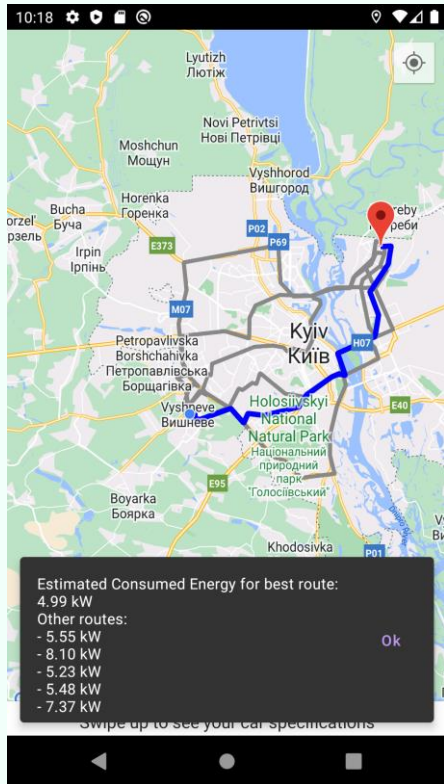 10:18
Lyutizh
Лютіж
Novi Petrivtsi
Нові Петрівці
Moshchun
Мощун
Vyshhorod
Вишгород
Horenka
Горенка
Bucha
Буча
Irpin
Ірпінь
E373
P02
P69
M07
Kyiv
Київ
H07
Petropavlivska
Borshchahivka
Петропавлівська
Борщагівка
Vyshneve
Вишневе
Holosiivskyi
National
Natural Park
Національний
природний
парк
"Голосіївський"
E40
E95
Boyarka
Боярка
Khodosivka
P01
Estimated Consumed Energy for best route:
4.99 kW
Other routes:
- 5.55 kW
- 8.10 kW
- 5.23 kW
- 5.48 kW
- 7.37 kW
Ok
Swipe up to see your car specifications